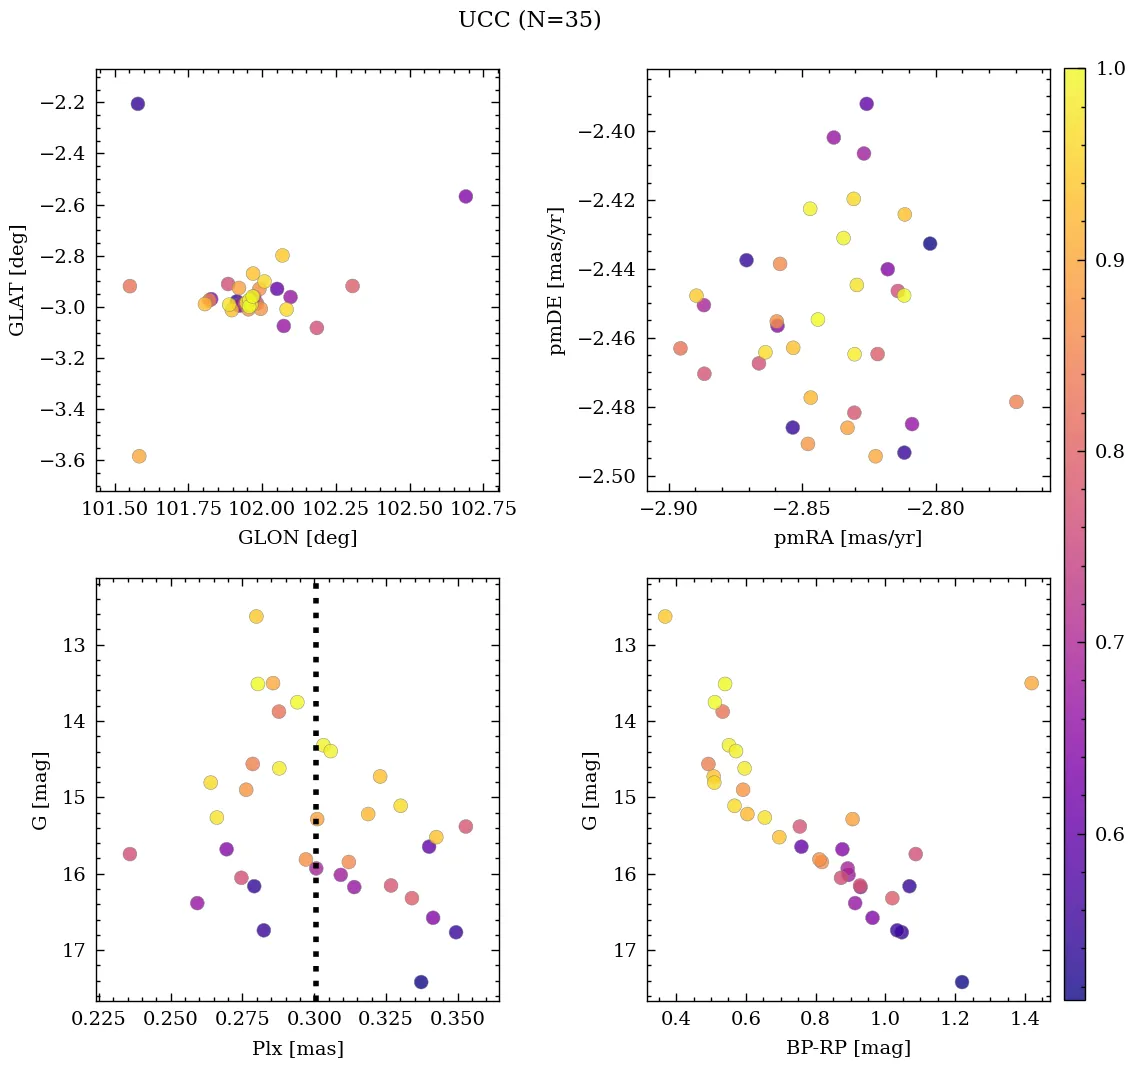 UCC (N=35)
−2.2
−2.4
−2.6
−2.8
−3.0
−3.2
−3.4
−3.6
GLAT [deg]
101.50 101.75 102.00 102.25 102.50 102.75
GLON [deg]
−2.40
−2.42
−2.44
−2.46
−2.48
−2.50
pmDE [mas/yr]
−2.90 −2.85 −2.80
pmRA [mas/yr]
1.0
0.9
0.8
0.7
0.6
13
14
15
16
17
G [mag]
0.225 0.250 0.275 0.300 0.325 0.350
Plx [mas]
13
14
15
16
17
G [mag]
0.4 0.6 0.8 1.0 1.2 1.4
BP-RP [mag]